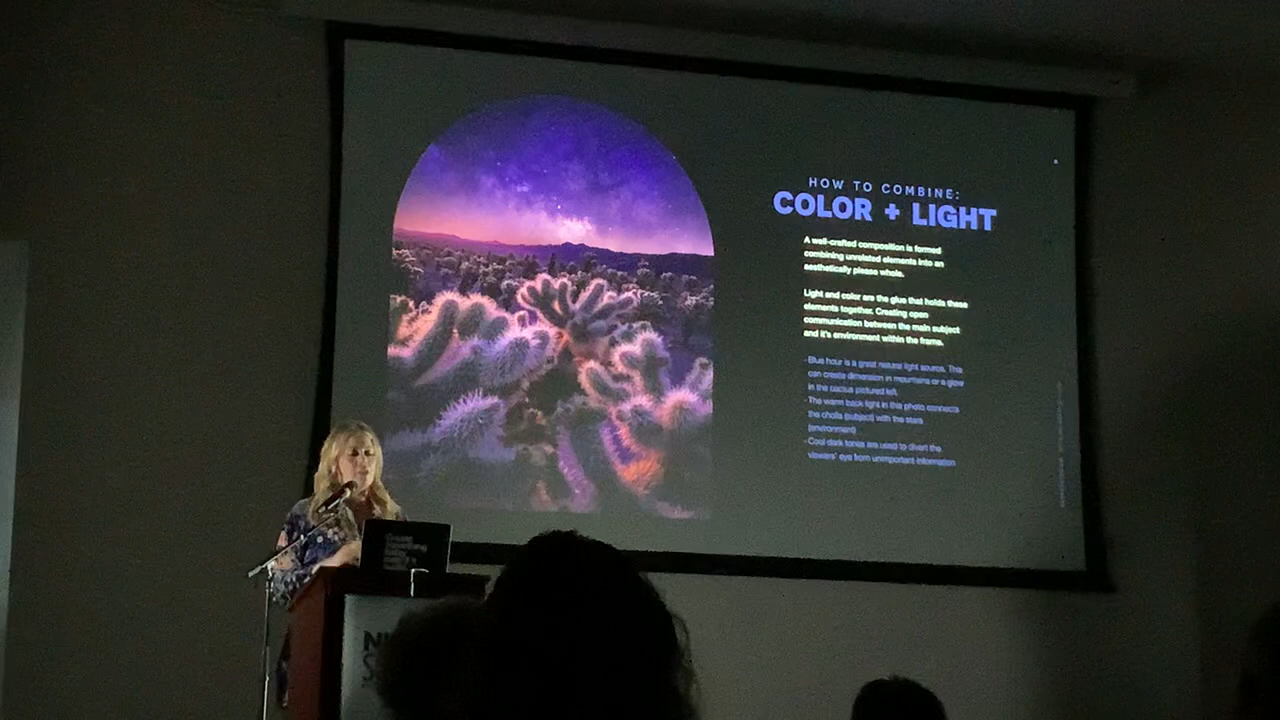 HOW TO COMBINE:
COLOR + LIGHT
A well-crafted composition is formed
combining unrelated elements into an
aesthetically please whole.
Light and color are the glue that holds these
elements together. Creating open
communication between the main subject
and it's environment within the frame.
- Blue hour is a great natural light source. This
can create dimension in mountains or a glow
in the cactus pictured left.
- The warm back light in this photo connects
the cholla (subject) with the stars
(environment)
- Cool dark tones are used to divert the
viewers' eye from unimportant information